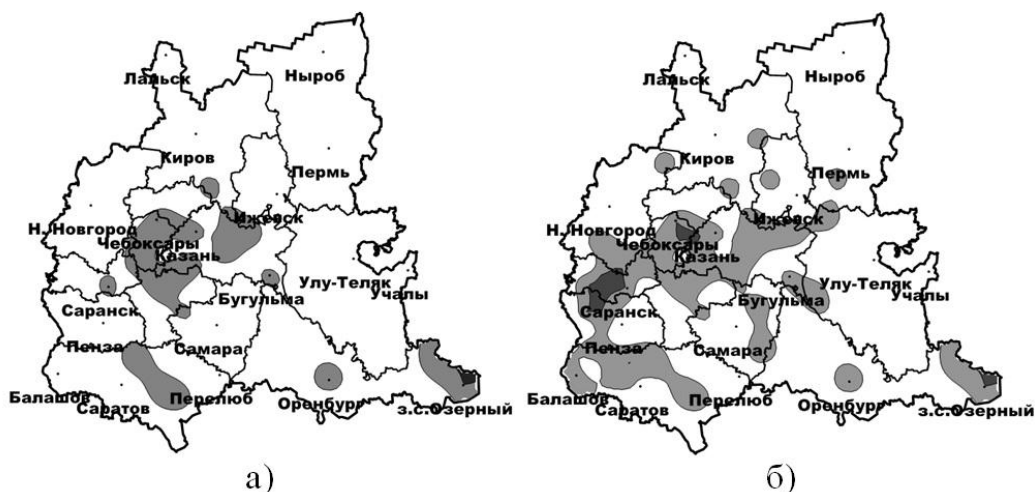 Лальск
Ныроб
Киров
Пермь
Н. Новгород
Ижевск
Чебоксары
Казань
Улу-Теляк
Бугульма
Учалы
Саранск
Пенза
Самара
Балашов
Саратов
Перелюб
Оренбург
з.с.Озерный
а)
Лальск
Ныроб
Киров
Пермь
Н. Новгород
Ижевск
Чебоксары
Казань
Улу-Теляк
Бугульма
Учалы
Саранск
Пенза
Самара
Балашов
Саратов
Перелюб
Оренбург
з.с.Озерный
б)